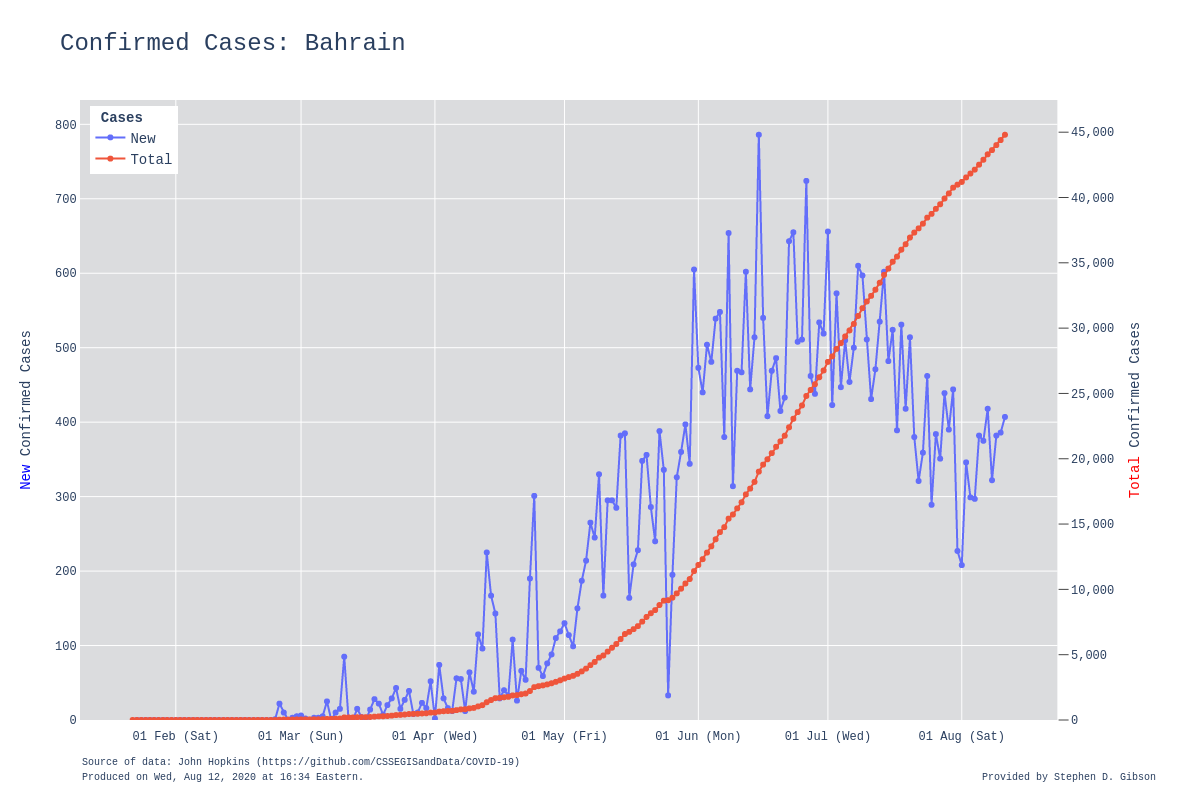 Confirmed Cases: Bahrain
Cases
New
Total
800
700
600
500
400
300
200
100
0
New Confirmed Cases
45,000
40,000
35,000
30,000
25,000
20,000
15,000
10,000
5,000
0
Total Confirmed Cases
01 Feb (Sat) 01 Mar (Sun) 01 Apr (Wed) 01 May (Fri) 01 Jun (Mon) 01 Jul (Wed) 01 Aug (Sat)
Source of data: John Hopkins (https://github.com/CSSEGISandData/COVID-19)
Produced on Wed, Aug 12, 2020 at 16:34 Eastern.
Provided by Stephen D. Gibson